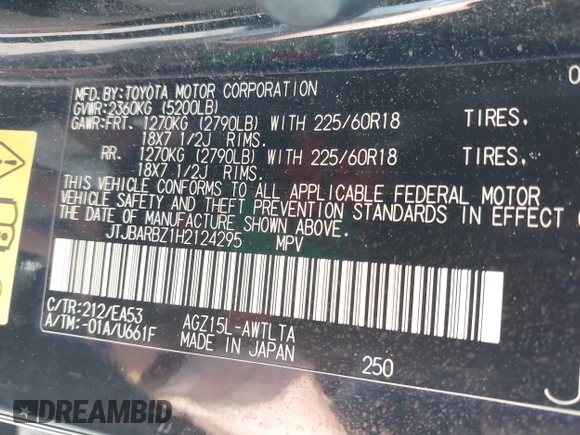 MFD.BY:TOYOTA MOTOR CORPORATION
GVWR:2360KG (5200LB)
GAWR:FRT. 1270KG (2790LB) WITH 225/60R18 TIRES,
18X7 1/2J RIMS.
RR. 1270KG (2790LB) WITH 225/60R18 TIRES,
18X7 1/2J RIMS.
THIS VEHICLE CONFORMS TO ALL APPLICABLE FEDERAL MOTOR
VEHICLE SAFETY AND THEFT PREVENTION STANDARDS IN EFFECT O
THE DATE OF MANUFACTURE SHOWN ABOVE.
JTJBARBZ1H2124295 MPV
C/TR:212/EA53 AGZ15L-AWTLTA
A/TM:-01A/U661F MADE IN JAPAN 250
DREAMBID